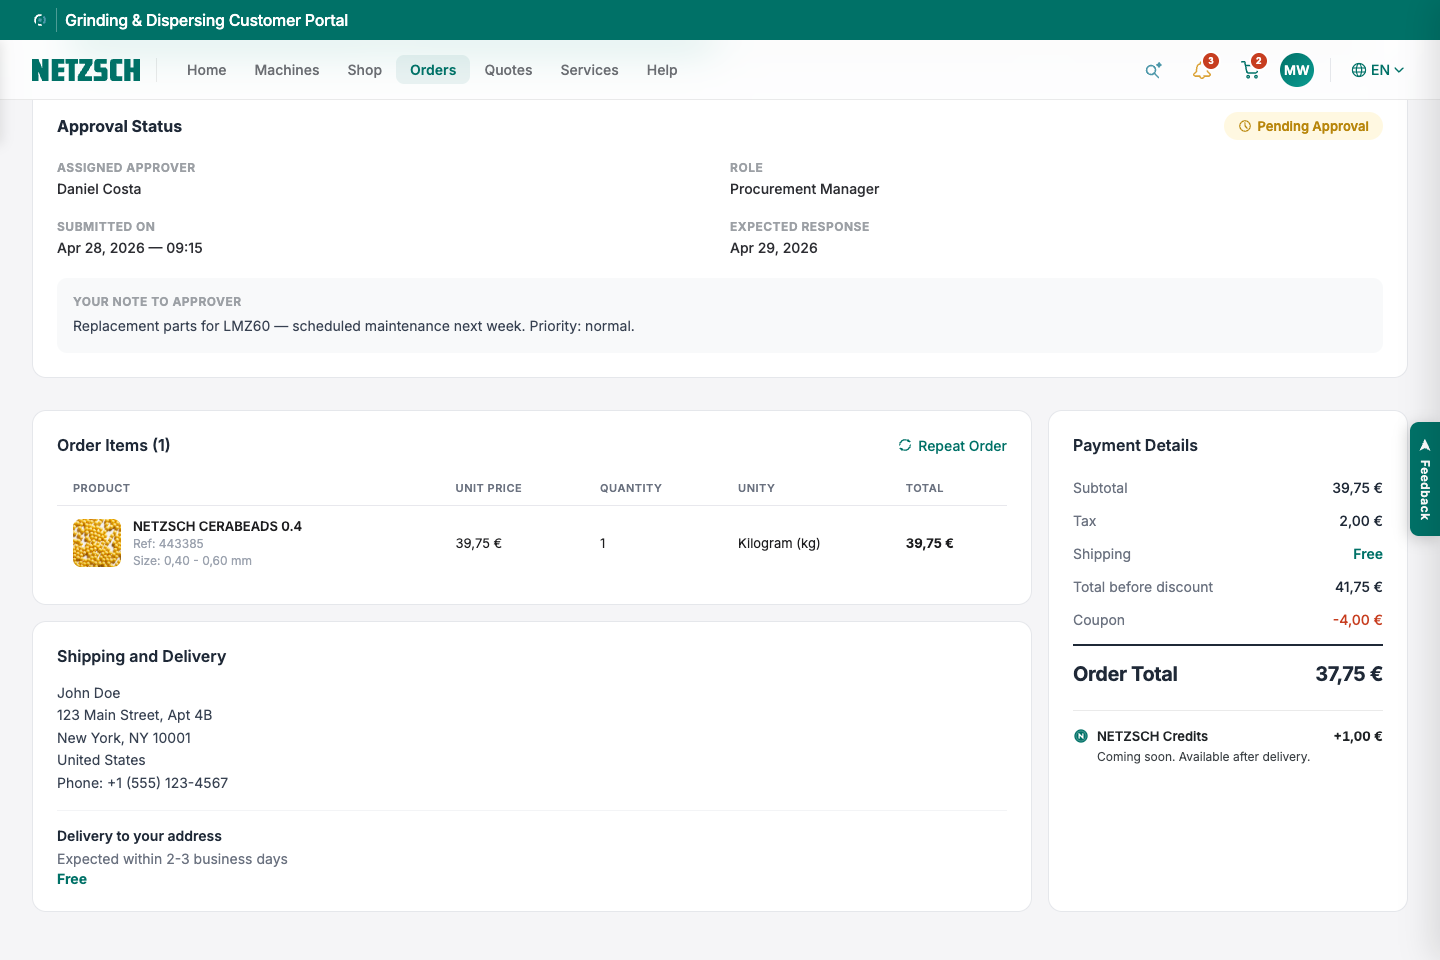 Grinding & Dispersing Customer Portal
NETZSCH
Home
Machines
Shop
Orders
Quotes
Services
Help
3
2
MW
EN
Approval Status
Pending Approval
ASSIGNED APPROVER
Daniel Costa
ROLE
Procurement Manager
SUBMITTED ON
Apr 28, 2026 — 09:15
EXPECTED RESPONSE
Apr 29, 2026
YOUR NOTE TO APPROVER
Replacement parts for LMZ60 — scheduled maintenance next week. Priority: normal.
Order Items (1)
Repeat Order
PRODUCT UNIT PRICE QUANTITY UNITY TOTAL
NETZSCH CERABEADS 0.4
Ref: 443385
Size: 0,40 - 0,60 mm
39,75 € 1 Kilogram (kg) 39,75 €
Shipping and Delivery
John Doe
123 Main Street, Apt 4B
New York, NY 10001
United States
Phone: +1 (555) 123-4567
Delivery to your address
Expected within 2-3 business days
Free
Payment Details
Subtotal 39,75 €
Tax 2,00 €
Shipping Free
Total before discount 41,75 €
Coupon -4,00 €
Order Total 37,75 €
N
NETZSCH Credits +1,00 €
Coming soon. Available after delivery.
Feedback